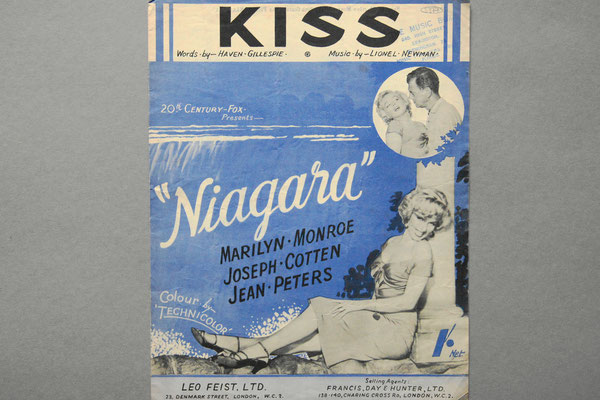 KISS
Words·by— HAVEN·GILLESPIE·
Music·by— LIONEL·NEWMAN·
20th CENTURY-FOX·
Presents—
"Niagara"
MARILYN·MONROE
JOSEPH·COTTEN
JEAN·PETERS
Colour by—
'TECHNICOLOR'
1/- Net
LEO FEIST, LTD.
23, DENMARK STREET, LONDON, W.C.2.
Selling Agents:
FRANCIS, DAY & HUNTER, LTD.
138-140, CHARING CROSS RD, LONDON, W.C.2.